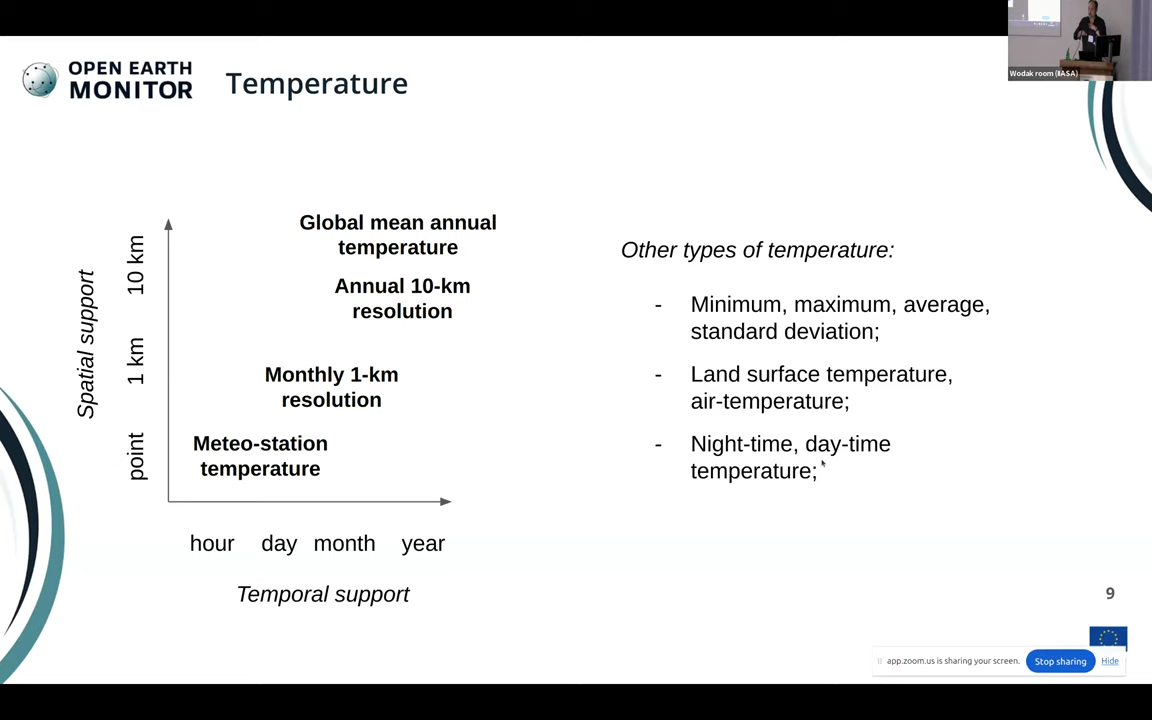 Wodak room (IIASA)
OPEN EARTH
MONITOR
Temperature
Global mean annual
temperature
Annual 10-km
resolution
Monthly 1-km
resolution
Meteo-station
temperature
Spatial support
10 km
1 km
point
hour day month year
Temporal support
Other types of temperature:
- Minimum, maximum, average,
standard deviation;
- Land surface temperature,
air-temperature;
- Night-time, day-time
temperature;
9
app.zoom.us is sharing your screen.
Stop sharing
Hide